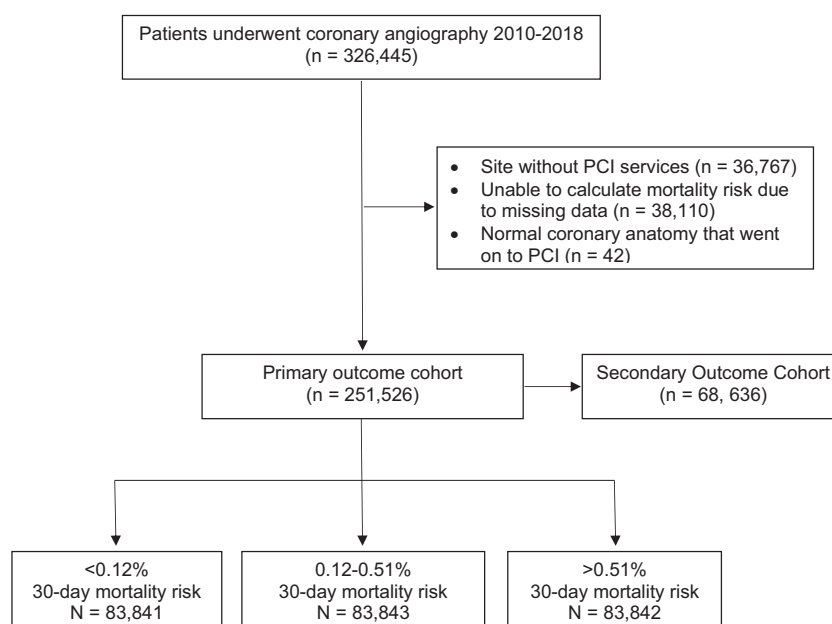 Patients underwent coronary angiography 2010-2018
(n = 326,445)
• Site without PCI services (n = 36,767)
• Unable to calculate mortality risk due
to missing data (n = 38,110)
• Normal coronary anatomy that went
on to PCI (n = 42)
Primary outcome cohort
(n = 251,526)
Secondary Outcome Cohort
(n = 68, 636)
<0.12%
30-day mortality risk
N = 83,841
0.12-0.51%
30-day mortality risk
N = 83,843
>0.51%
30-day mortality risk
N = 83,842